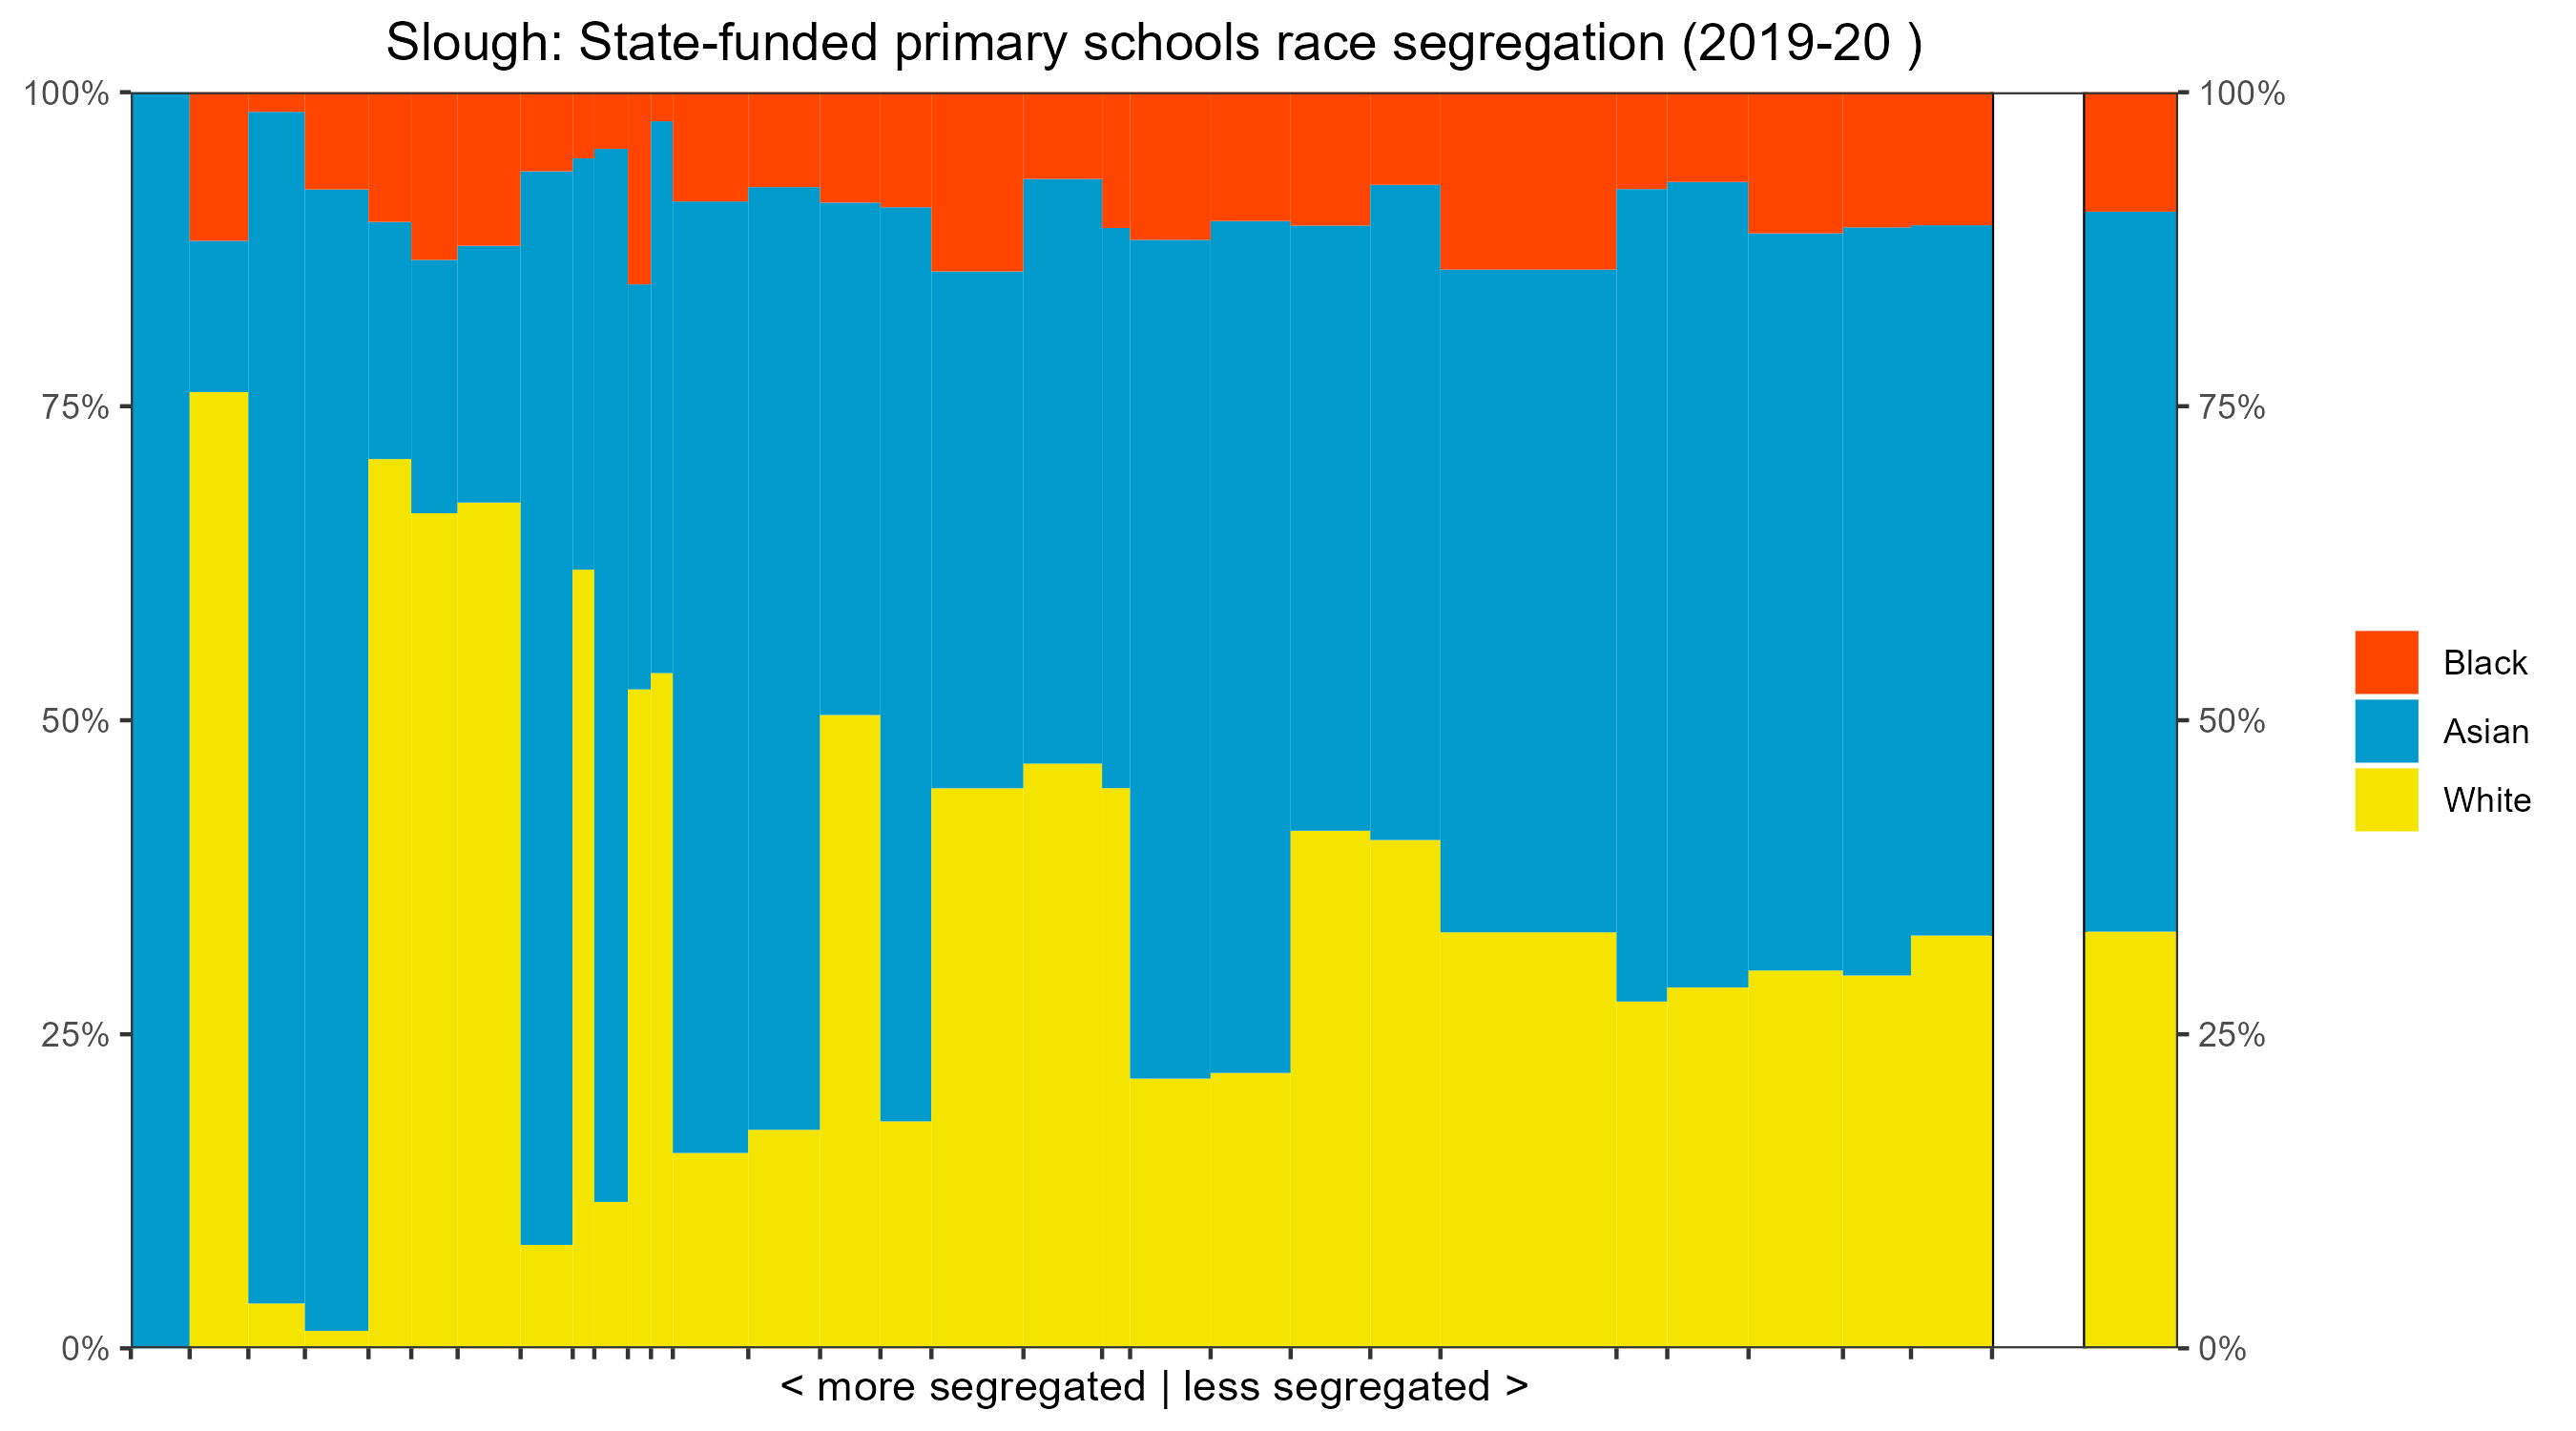 Slough: State-funded primary schools race segregation (2019-20 )
100%
75%
50%
25%
0%
100%
75%
50%
25%
0%
Black
Asian
White
< more segregated | less segregated >